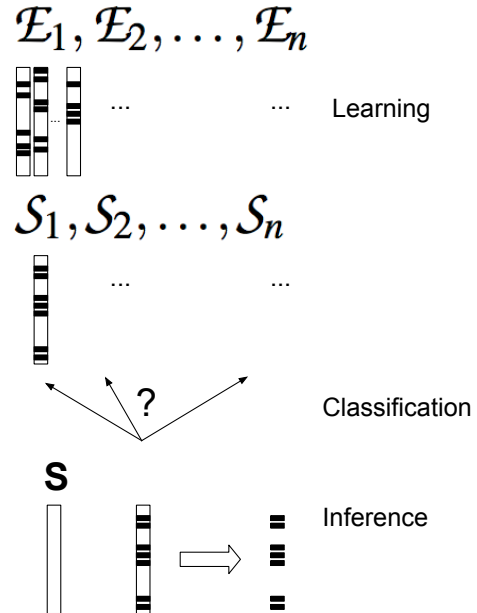 ℰ₁, ℰ₂, . . . , ℰₙ
...
...
...
Learning
𝒮₁, 𝒮₂, . . . , 𝒮ₙ
...
...
?
Classification
S
Inference